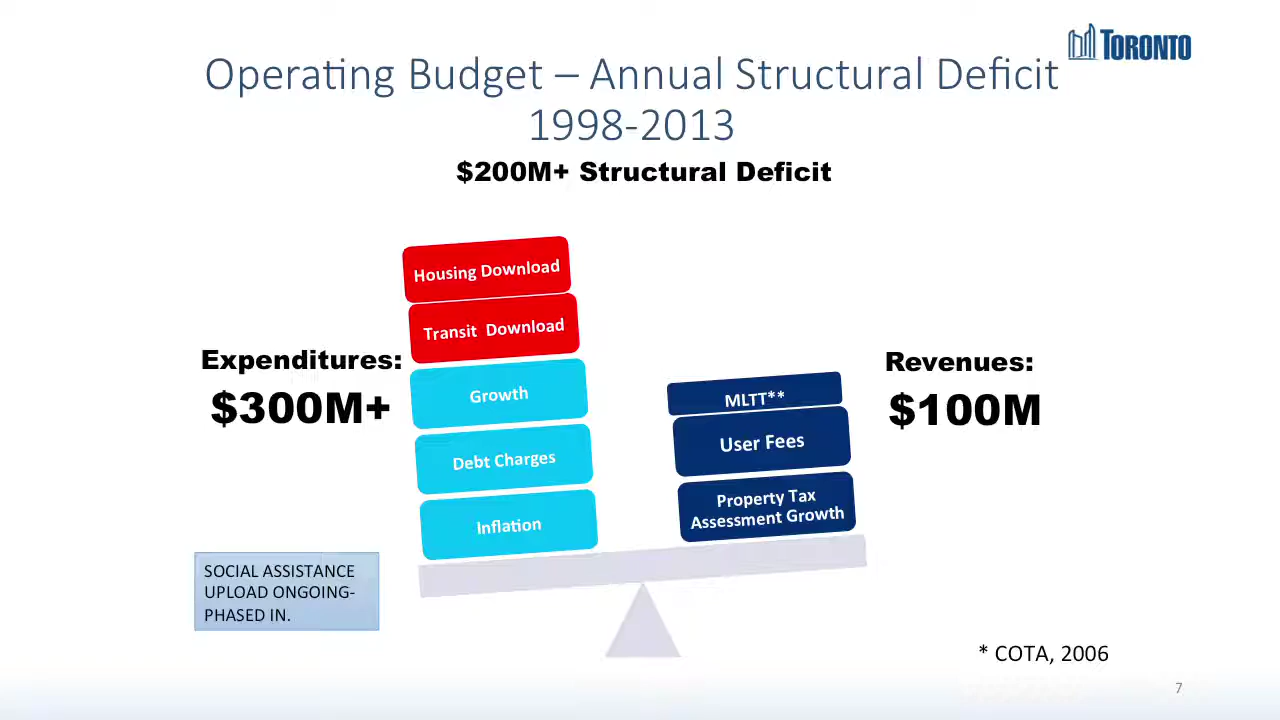 TORONTO
Operating Budget – Annual Structural Deficit
1998-2013
$200M+ Structural Deficit
Housing Download
Transit Download
Expenditures:
$300M+
Growth
Debt Charges
Inflation
MLTT**
User Fees
Property Tax
Assessment Growth
Revenues:
$100M
SOCIAL ASSISTANCE
UPLOAD ONGOING-
PHASED IN.
* COTA, 2006
7